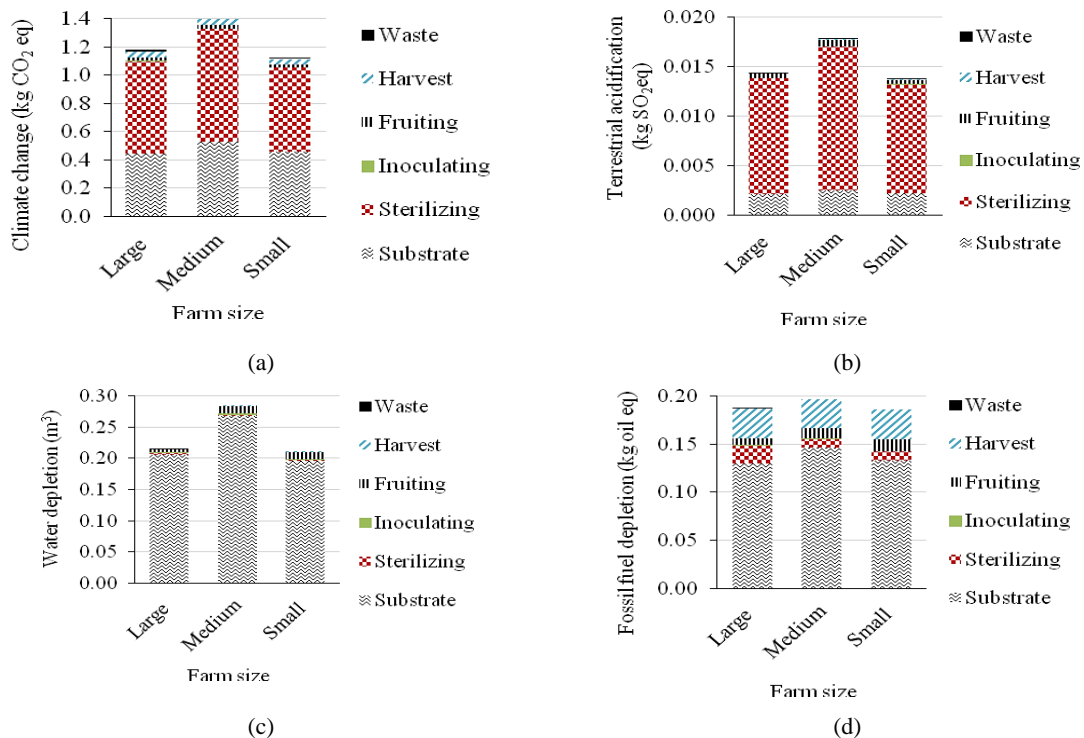 Climate change (kg CO₂ eq)
1.4
1.2
1.0
0.8
0.6
0.4
0.2
0.0
Large
Medium
Small
Farm size
Waste
Harvest
Fruiting
Inoculating
Sterilizing
Substrate
(a)
Terrestrial acidification
(kg SO₂eq)
0.020
0.015
0.010
0.005
0.000
Large
Medium
Small
Farm size
Waste
Harvest
Fruiting
Inoculating
Sterilizing
Substrate
(b)
Water depletion (m³)
0.30
0.25
0.20
0.15
0.10
0.05
0.00
Large
Medium
Small
Farm size
Waste
Harvest
Fruiting
Inoculating
Sterilizing
Substrate
(c)
Fossil fuel depletion (kg oil eq)
0.20
0.15
0.10
0.05
0.00
Large
Medium
Small
Farm size
Waste
Harvest
Fruiting
Inoculating
Sterilizing
Substrate
(d)